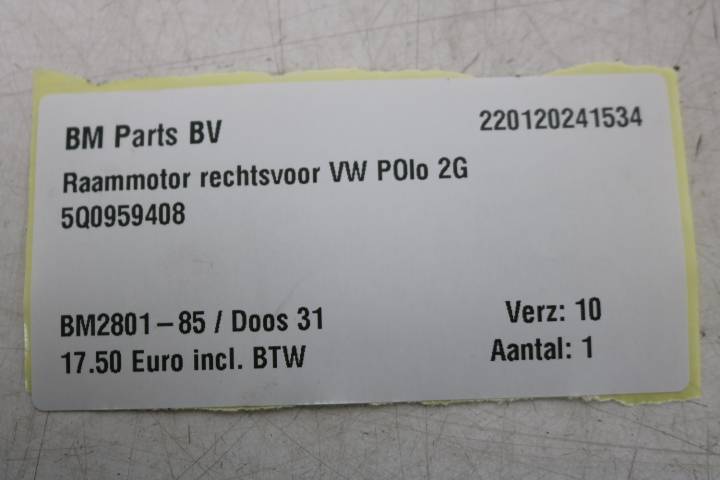 BM Parts BV 220120241534
Raammotor rechtsvoor VW POlo 2G
5Q0959408
BM2801-85 / Doos 31 Verz: 10
17.50 Euro incl. BTW Aantal: 1